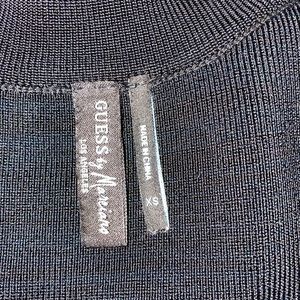 GUESS by Marciano
LOS ANGELES
MADE IN CHINA
XS